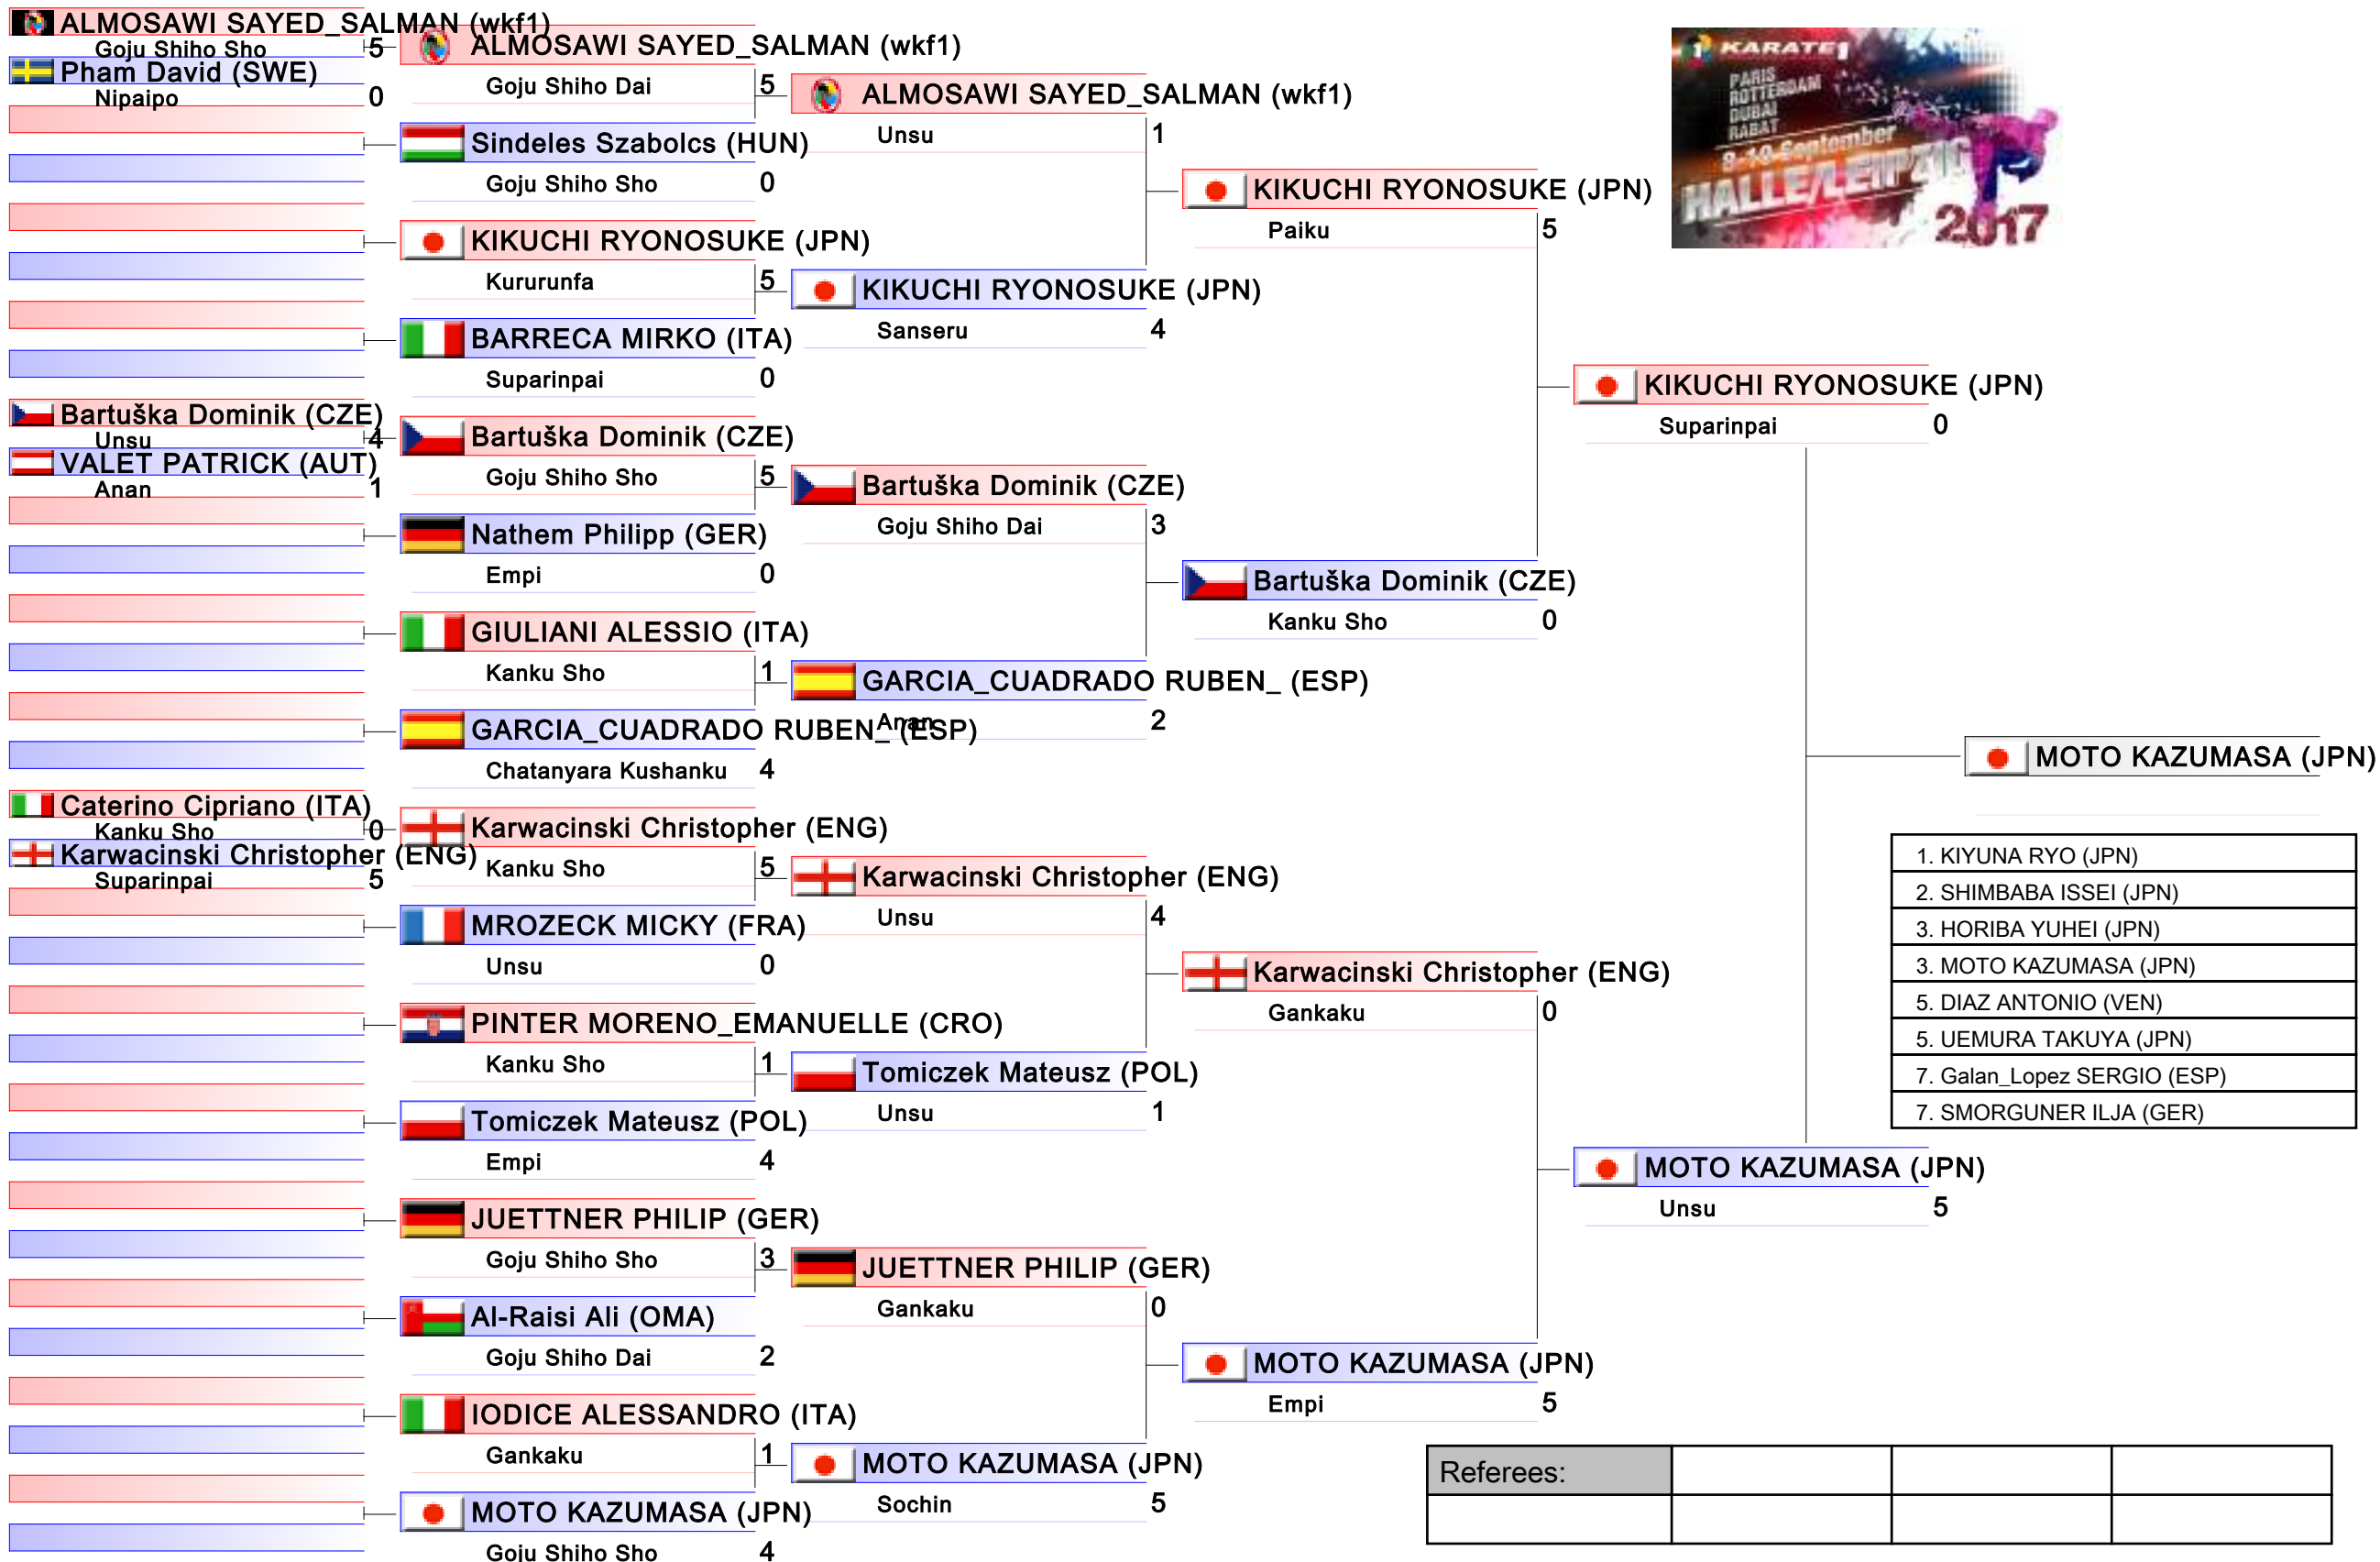 ALMOSAWI SAYED_SALMAN (wkf1)
Goju Shiho Sho 5
Pham David (SWE)
Nipaipo 0
Bartuška Dominik (CZE)
Unsu 4
VALET PATRICK (AUT)
Anan 1
Caterino Cipriano (ITA)
Kanku Sho 0
Karwacinski Christopher (ENG)
Suparinpai 5
ALMOSAWI SAYED_SALMAN (wkf1)
Goju Shiho Dai 5
Sindeles Szabolcs (HUN)
Goju Shiho Sho 0
KIKUCHI RYONOSUKE (JPN)
Kururunfa 5
BARRECA MIRKO (ITA)
Suparinpai 0
Bartuška Dominik (CZE)
Goju Shiho Sho 5
Nathem Philipp (GER)
Empi 0
GIULIANI ALESSIO (ITA)
Kanku Sho 1
GARCIA_CUADRADO RUBEN_ (ESP)
Chatanyara Kushanku 4
Karwacinski Christopher (ENG)
Kanku Sho 5
MROZECK MICKY (FRA)
Unsu 0
PINTER MORENO_EMANUELLE (CRO)
Kanku Sho 1
Tomiczek Mateusz (POL)
Empi 4
JUETTNER PHILIP (GER)
Goju Shiho Sho 3
Al-Raisi Ali (OMA)
Goju Shiho Dai 2
IODICE ALESSANDRO (ITA)
Gankaku 1
MOTO KAZUMASA (JPN)
Goju Shiho Sho 4
ALMOSAWI SAYED_SALMAN (wkf1)
Unsu 1
KIKUCHI RYONOSUKE (JPN)
Sanseru 4
Bartuška Dominik (CZE)
Goju Shiho Dai 3
GARCIA_CUADRADO RUBEN_ (ESP)
Anan 2
Karwacinski Christopher (ENG)
Unsu 4
Tomiczek Mateusz (POL)
Unsu 1
JUETTNER PHILIP (GER)
Gankaku 0
MOTO KAZUMASA (JPN)
Sochin 5
KIKUCHI RYONOSUKE (JPN)
Paiku 5
Bartuška Dominik (CZE)
Kanku Sho 0
Karwacinski Christopher (ENG)
Gankaku 0
MOTO KAZUMASA (JPN)
Empi 5
KIKUCHI RYONOSUKE (JPN)
Suparinpai 0
MOTO KAZUMASA (JPN)
Unsu 5
MOTO KAZUMASA (JPN)
KARATE1
PARIS
ROTTERDAM
DUBAI
RABAT
9-10 September
HALLE/LEIPZIG
2017
1. KIYUNA RYO (JPN)
2. SHIMBABA ISSEI (JPN)
3. HORIBA YUHEI (JPN)
3. MOTO KAZUMASA (JPN)
5. DIAZ ANTONIO (VEN)
5. UEMURA TAKUYA (JPN)
7. Galan_Lopez SERGIO (ESP)
7. SMORGUNER ILJA (GER)
Referees: